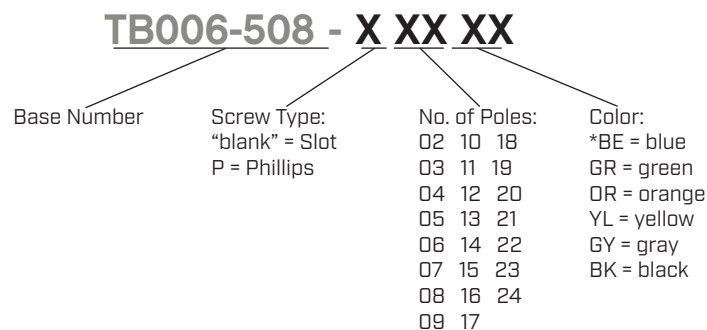 TB006-508 - X XX XX
Base Number
Screw Type:
“blank” = Slot
P = Phillips
No. of Poles:
02 10 18
03 11 19
04 12 20
05 13 21
06 14 22
07 15 23
08 16 24
09 17
Color:
*BE = blue
GR = green
OR = orange
YL = yellow
GY = gray
BK = black